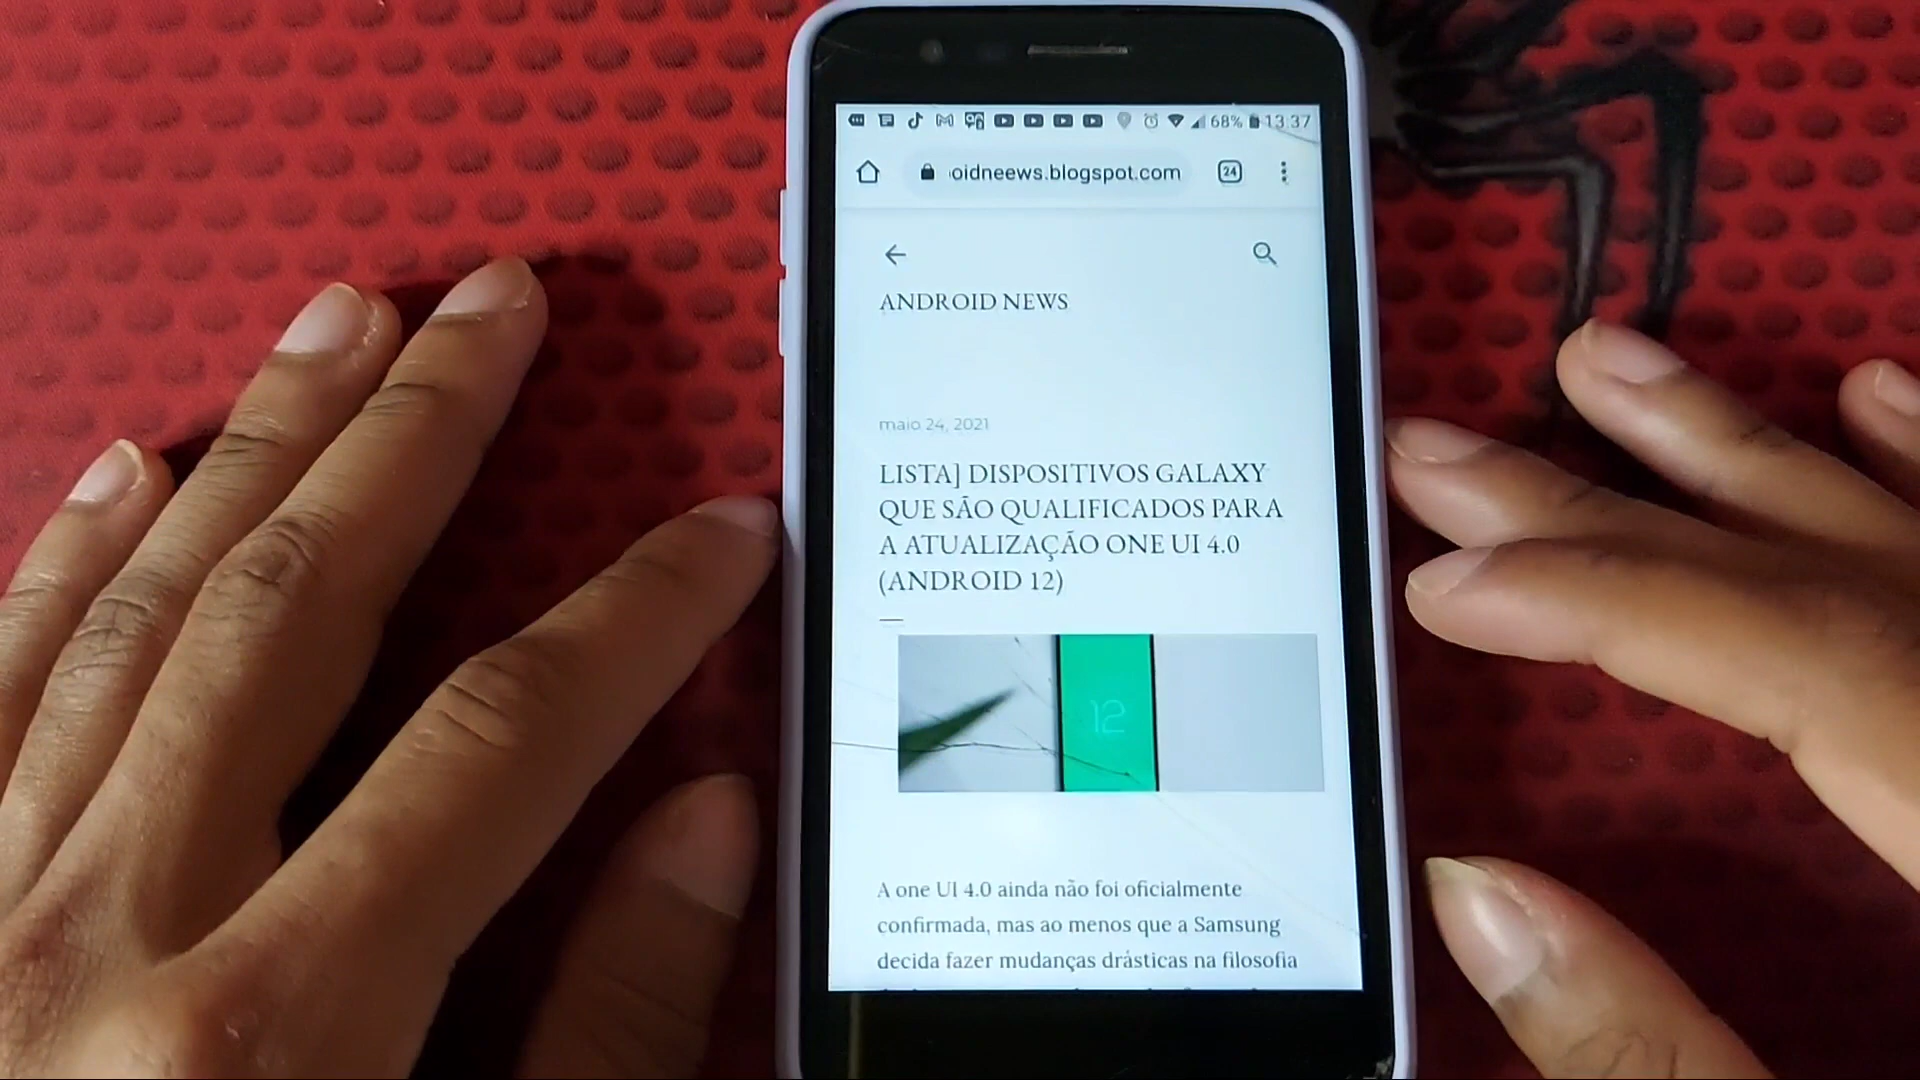 68% 13:37
oidneews.blogspot.com 24
ANDROID NEWS
maio 24, 2021
LISTA] DISPOSITIVOS GALAXY
QUE SÃO QUALIFICADOS PARA
A ATUALIZAÇÃO ONE UI 4.0
(ANDROID 12)
12
A one UI 4.0 ainda não foi oficialmente
confirmada, mas ao menos que a Samsung
decida fazer mudanças drásticas na filosofia